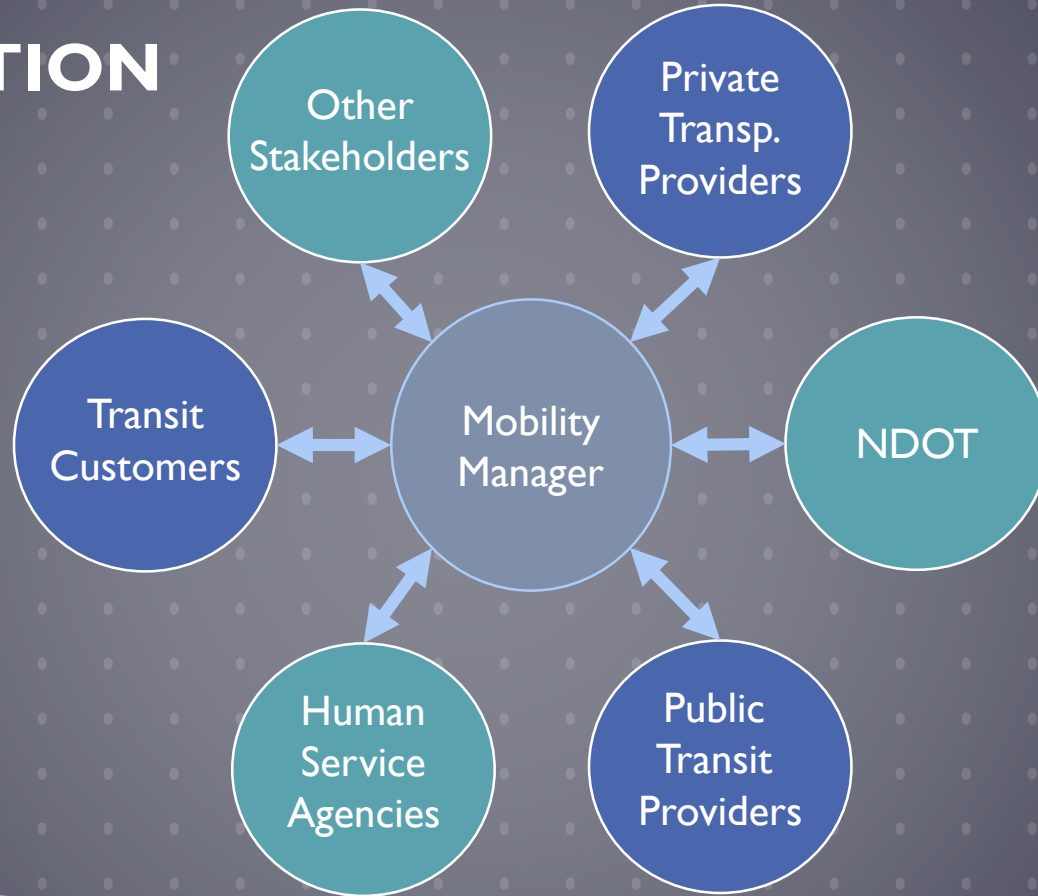 TION
Other
Stakeholders
Private
Transp.
Providers
Transit
Customers
Mobility
Manager
NDOT
Human
Service
Agencies
Public
Transit
Providers